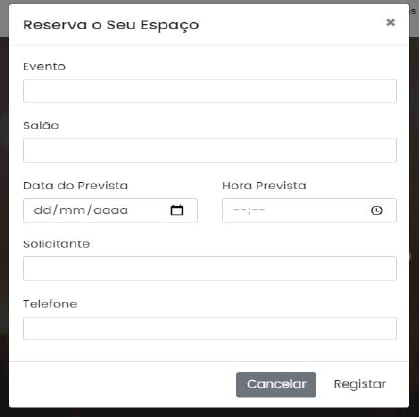 Reserva o Seu Espaço ×
Evento
Salão
Data do Prevista Hora Prevista
dd/mm/aaaa --:--
Solicitante
Telefone
Cancelar Registar